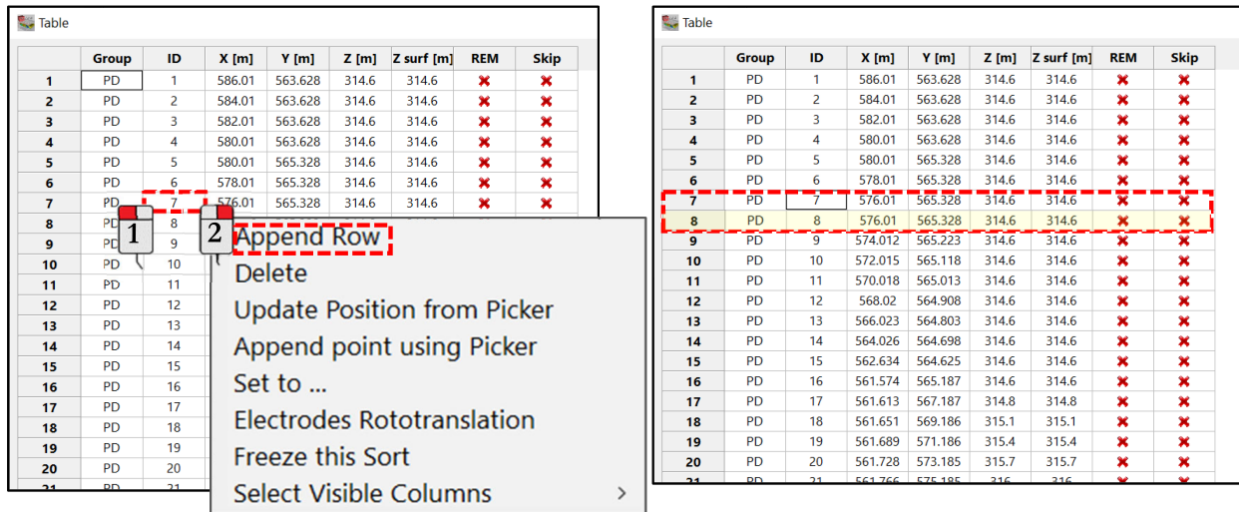 Table
Group ID X [m] Y [m] Z [m] Z surf [m] REM Skip
1 PD 1 586.01 563.628 314.6 314.6
2 PD 2 584.01 563.628 314.6 314.6
3 PD 3 582.01 563.628 314.6 314.6
4 PD 4 580.01 563.628 314.6 314.6
5 PD 5 580.01 565.328 314.6 314.6
6 PD 6 578.01 565.328 314.6 314.6
7 PD 7 576.01 565.328 314.6 314.6
8 PD 8
9 PD 9
10 PD 10
11 PD 11
12 PD 12
13 PD 13
14 PD 14
15 PD 15
16 PD 16
17 PD 17
18 PD 18
19 PD 19
20 PD 20
21 PD 21
1
2
Append Row
Delete
Update Position from Picker
Append point using Picker
Set to ...
Electrodes Rototranslation
Freeze this Sort
Select Visible Columns >
Table
Group ID X [m] Y [m] Z [m] Z surf [m] REM Skip
1 PD 1 586.01 563.628 314.6 314.6
2 PD 2 584.01 563.628 314.6 314.6
3 PD 3 582.01 563.628 314.6 314.6
4 PD 4 580.01 563.628 314.6 314.6
5 PD 5 580.01 565.328 314.6 314.6
6 PD 6 578.01 565.328 314.6 314.6
7 PD 7 576.01 565.328 314.6 314.6
8 PD 8 576.01 565.328 314.6 314.6
9 PD 9 574.012 565.223 314.6 314.6
10 PD 10 572.015 565.118 314.6 314.6
11 PD 11 570.018 565.013 314.6 314.6
12 PD 12 568.02 564.908 314.6 314.6
13 PD 13 566.023 564.803 314.6 314.6
14 PD 14 564.026 564.698 314.6 314.6
15 PD 15 562.634 564.625 314.6 314.6
16 PD 16 561.574 565.187 314.6 314.6
17 PD 17 561.613 567.187 314.8 314.8
18 PD 18 561.651 569.186 315.1 315.1
19 PD 19 561.689 571.186 315.4 315.4
20 PD 20 561.728 573.185 315.7 315.7
21 PD 21 561.766 575.185 316 316